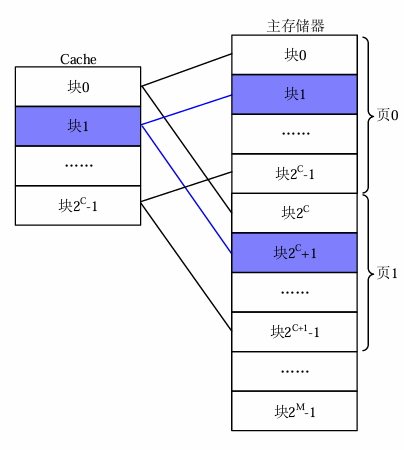 Cache
块0
块1
……
块2^C-1
主存储器
块0
块1
……
块2^C-1
块2^C
块2^C+1
……
块2^{C+1}-1
……
块2^M-1
页0
页1